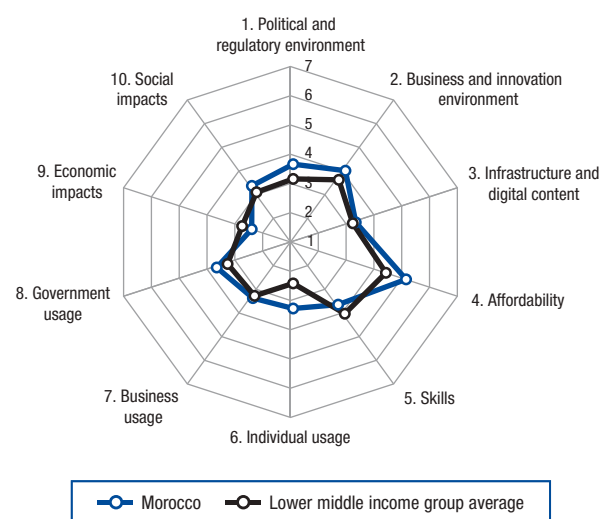 1. Political and
regulatory environment
2. Business and innovation
environment
3. Infrastructure and
digital content
4. Affordability
5. Skills
6. Individual usage
7. Business
usage
8. Government
usage
9. Economic
impacts
10. Social
impacts
7
6
5
4
3
2
1
Morocco
Lower middle income group average